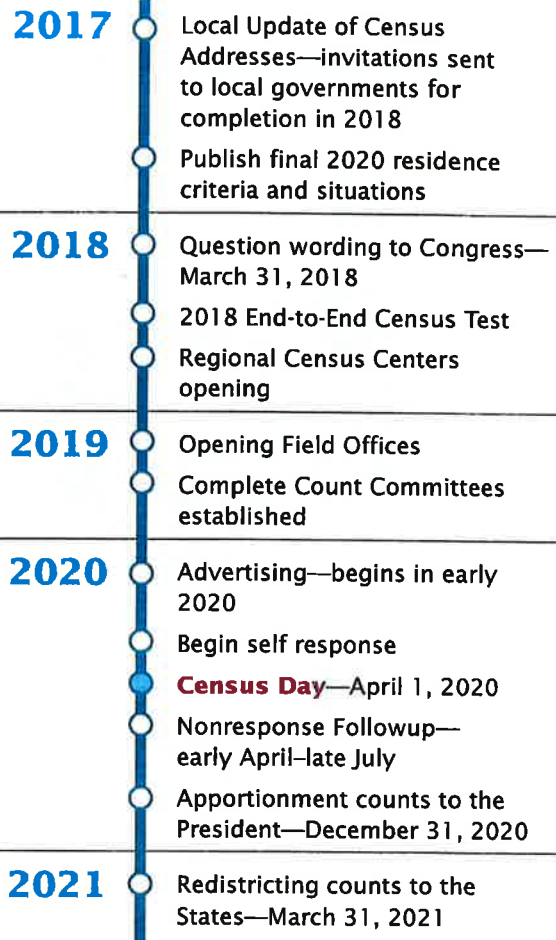 2017
Local Update of Census
Addresses—invitations sent
to local governments for
completion in 2018
Publish final 2020 residence
criteria and situations
2018
Question wording to Congress—
March 31, 2018
2018 End-to-End Census Test
Regional Census Centers
opening
2019
Opening Field Offices
Complete Count Committees
established
2020
Advertising—begins in early
2020
Begin self response
Census Day—April 1, 2020
Nonresponse Followup—
early April–late July
Apportionment counts to the
President—December 31, 2020
2021
Redistricting counts to the
States—March 31, 2021